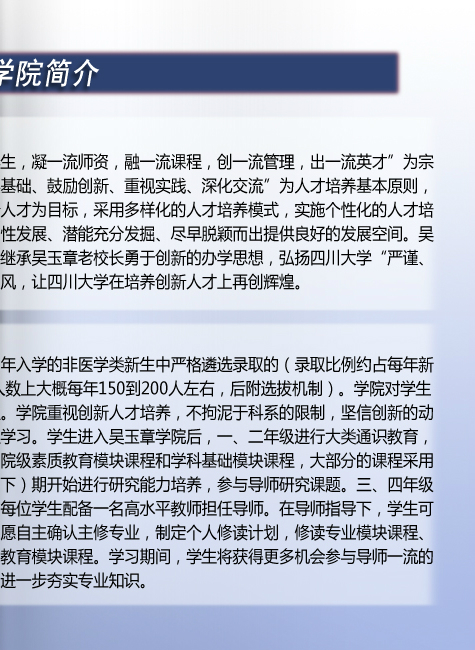 学院简介
生，凝一流师资，融一流课程，创一流管理，出一流英才”为宗
基础、鼓励创新、重视实践、深化交流”为人才培养基本原则，
人才为目标，采用多样化的人才培养模式，实施个性化的人才培
性发展、潜能充分发掘、尽早脱颖而出提供良好的发展空间。吴
继承吴玉章老校长勇于创新的办学思想，弘扬四川大学“严谨、
风，让四川大学在培养创新人才上再创辉煌。
年入学的非医学类新生中严格遴选录取的（录取比例约占每年新
人数上大概每年150到200人左右，后附选拔机制）。学院对学生
。学院重视创新人才培养，不拘泥于科系的限制，坚信创新的动
学习。学生进入吴玉章学院后，一、二年级进行大类通识教育，
院级素质教育模块课程和学科基础模块课程，大部分的课程采用
下）期开始进行研究能力培养，参与导师研究课题。三、四年级
每位学生配备一名高水平教师担任导师。在导师指导下，学生可
愿自主确认主修专业，制定个人修读计划，修读专业模块课程、
教育模块课程。学习期间，学生将获得更多机会参与导师一流的
进一步夯实专业知识。